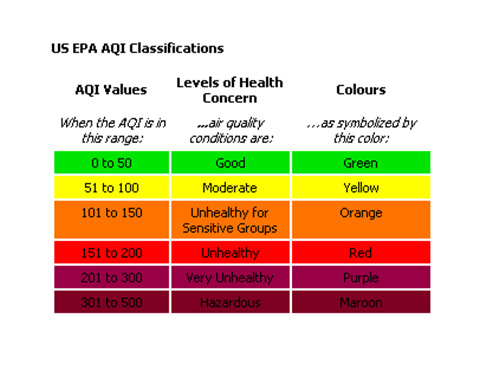 US EPA AQI Classifications
AQI Values Levels of Health Concern Colours
When the AQI is in this range: ...air quality conditions are: ...as symbolized by this color:
0 to 50 Good Green
51 to 100 Moderate Yellow
101 to 150 Unhealthy for Sensitive Groups Orange
151 to 200 Unhealthy Red
201 to 300 Very Unhealthy Purple
301 to 500 Hazardous Maroon